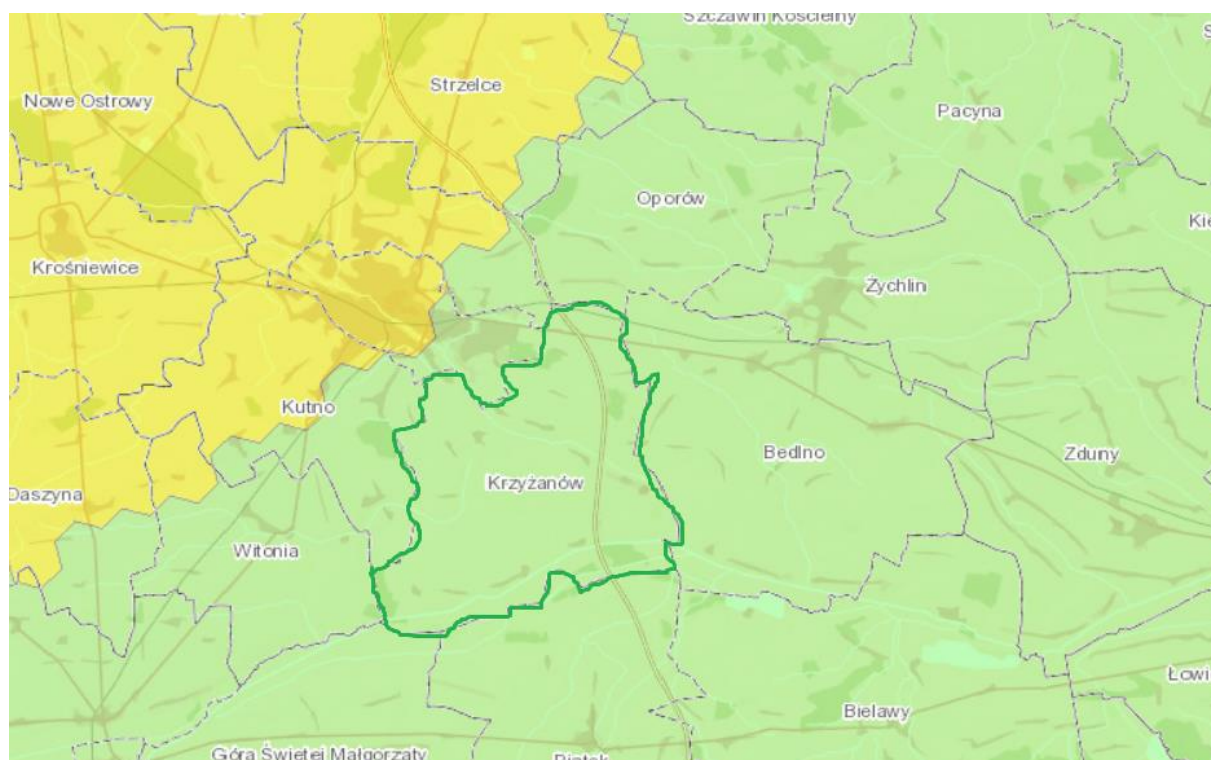 Szczawin Kościelny
Strzelce
Nowe Ostrowy
Pacyna
Oporów
Krośniewice
Żychlin
Kutno
Bedlno
Zduny
Krzyżanów
Daszyna
Witonia
Bielawy
Góra Świętej Małgorzaty
Piątek